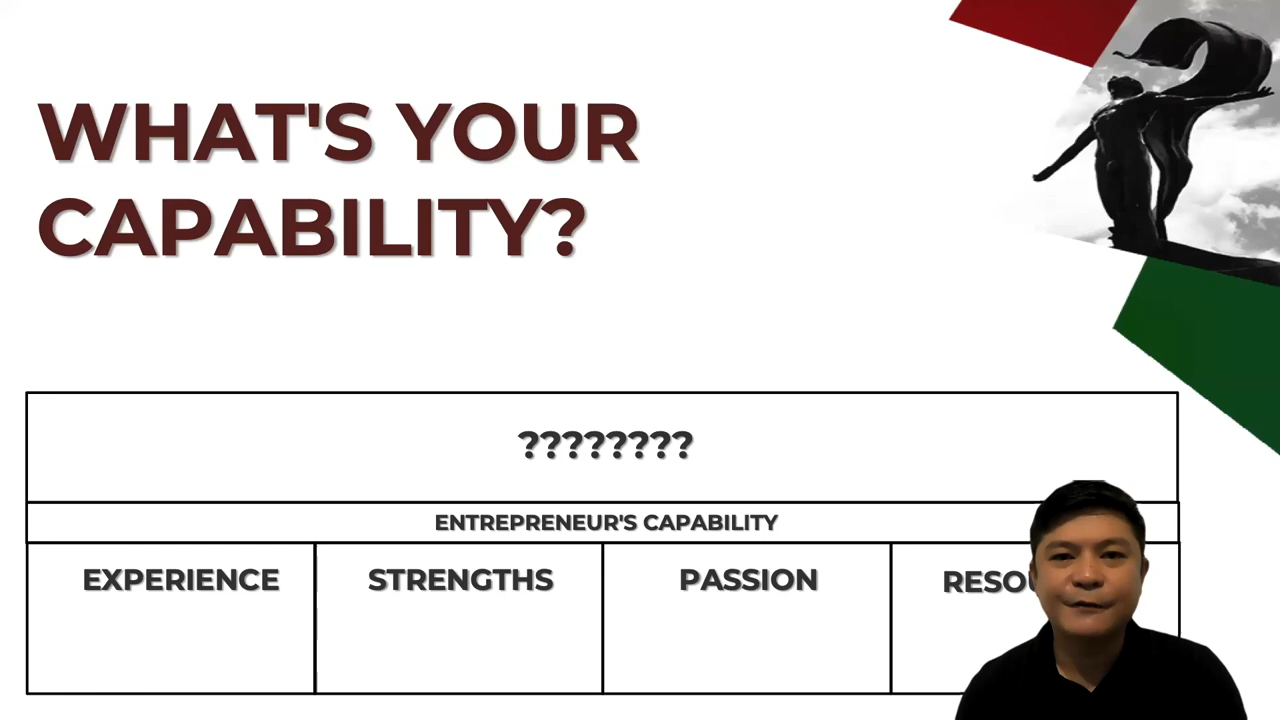 WHAT'S YOUR
CAPABILITY?
????????
ENTREPRENEUR'S CAPABILITY
EXPERIENCE
STRENGTHS
PASSION